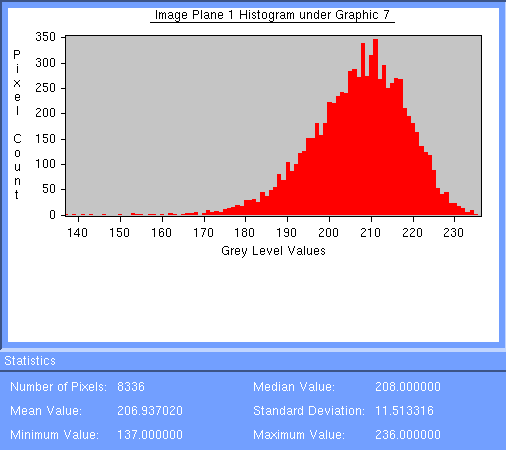 Image Plane 1 Histogram under Graphic 7
Pixel Count
350
300
250
200
150
100
50
0
140 150 160 170 180 190 200 210 220 230
Grey Level Values
Statistics
Number of Pixels: 8336 Median Value: 208.000000
Mean Value: 206.937020 Standard Deviation: 11.513316
Minimum Value: 137.000000 Maximum Value: 236.000000